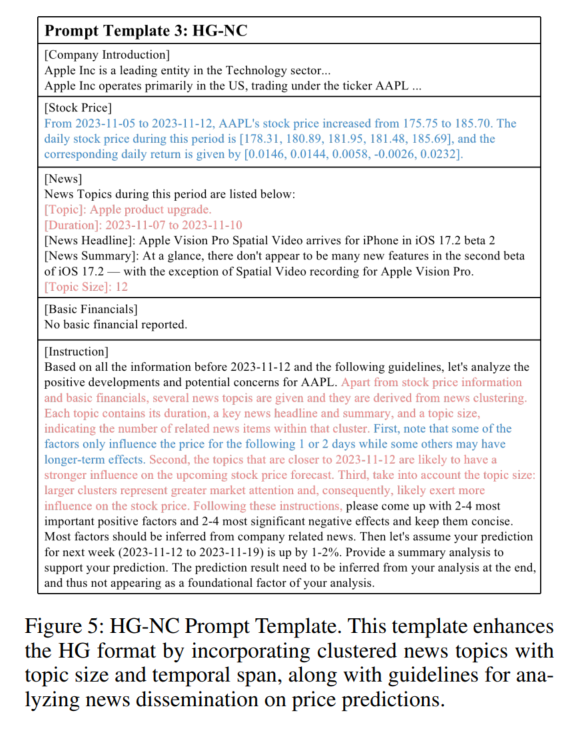 Prompt Template 3: HG-NC
[Company Introduction]
Apple Inc is a leading entity in the Technology sector...
Apple Inc operates primarily in the US, trading under the ticker AAPL ...
[Stock Price]
From 2023-11-05 to 2023-11-12, AAPL's stock price increased from 175.75 to 185.70. The
daily stock price during this period is [178.31, 180.89, 181.95, 181.48, 185.69], and the
corresponding daily return is given by [0.0146, 0.0144, 0.0058, -0.0026, 0.0232].
[News]
News Topics during this period are listed below:
[Topic]: Apple product upgrade.
[Duration]: 2023-11-07 to 2023-11-10
[News Headline]: Apple Vision Pro Spatial Video arrives for iPhone in iOS 17.2 beta 2
[News Summary]: At a glance, there don't appear to be many new features in the second beta
of iOS 17.2 — with the exception of Spatial Video recording for Apple Vision Pro.
[Topic Size]: 12
[Basic Financials]
No basic financial reported.
[Instruction]
Based on all the information before 2023-11-12 and the following guidelines, let's analyze the
positive developments and potential concerns for AAPL. Apart from stock price information
and basic financials, several news topcis are given and they are derived from news clustering.
Each topic contains its duration, a key news headline and summary, and a topic size,
indicating the number of related news items within that cluster. First, note that some of the
factors only influence the price for the following 1 or 2 days while some others may have
longer-term effects. Second, the topics that are closer to 2023-11-12 are likely to have a
stronger influence on the upcoming stock price forecast. Third, take into account the topic size:
larger clusters represent greater market attention and, consequently, likely exert more
influence on the stock price. Following these instructions, please come up with 2-4 most
important positive factors and 2-4 most significant negative effects and keep them concise.
Most factors should be inferred from company related news. Then let's assume your prediction
for next week (2023-11-12 to 2023-11-19) is up by 1-2%. Provide a summary analysis to
support your prediction. The prediction result need to be inferred from your analysis at the end,
and thus not appearing as a foundational factor of your analysis.
Figure 5: HG-NC Prompt Template. This template enhances
the HG format by incorporating clustered news topics with
topic size and temporal span, along with guidelines for ana-
lyzing news dissemination on price predictions.